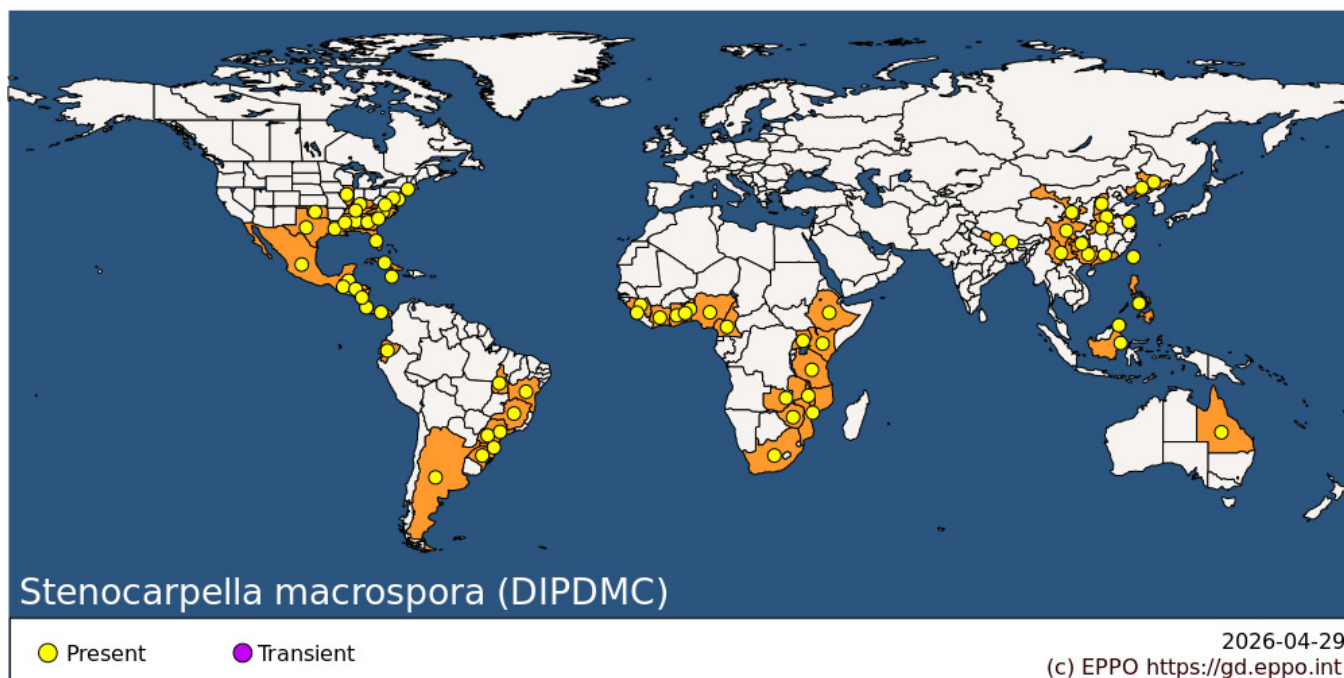 Stenocarpella macrospora (DIPDMC)
Present
Transient
2026-04-29
(c) EPPO https://gd.eppo.int